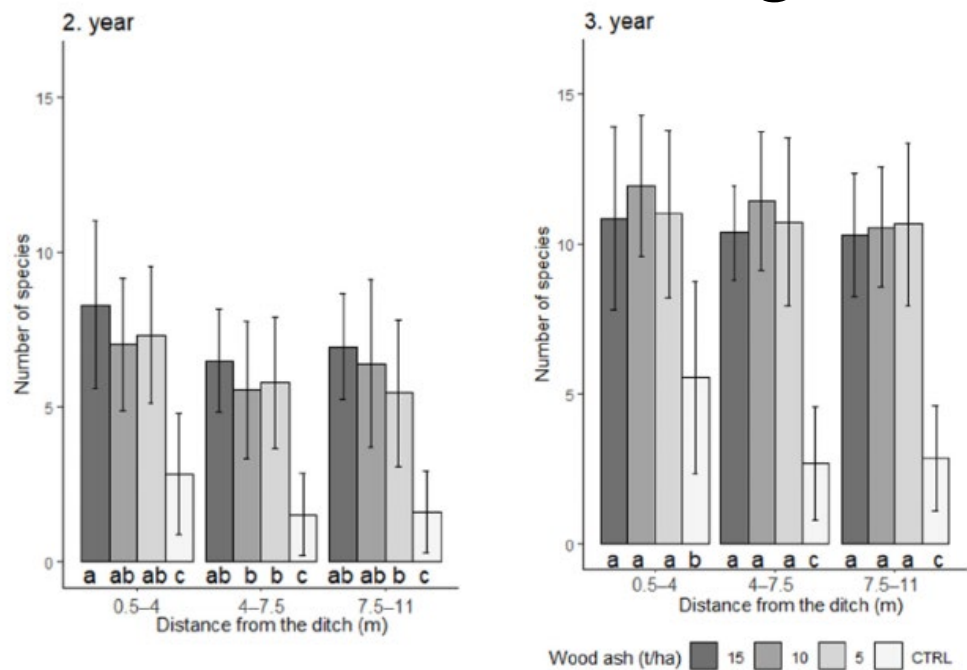 2. year
Number of species
15
10
5
0
a ab ab c ab b b c ab ab b c
0.5–4 4–7.5 7.5–11
Distance from the ditch (m)
3. year
Number of species
15
10
5
0
a a a b a a a c a a a c
0.5–4 4–7.5 7.5–11
Distance from the ditch (m)
Wood ash (t/ha) 15 10 5 CTRL